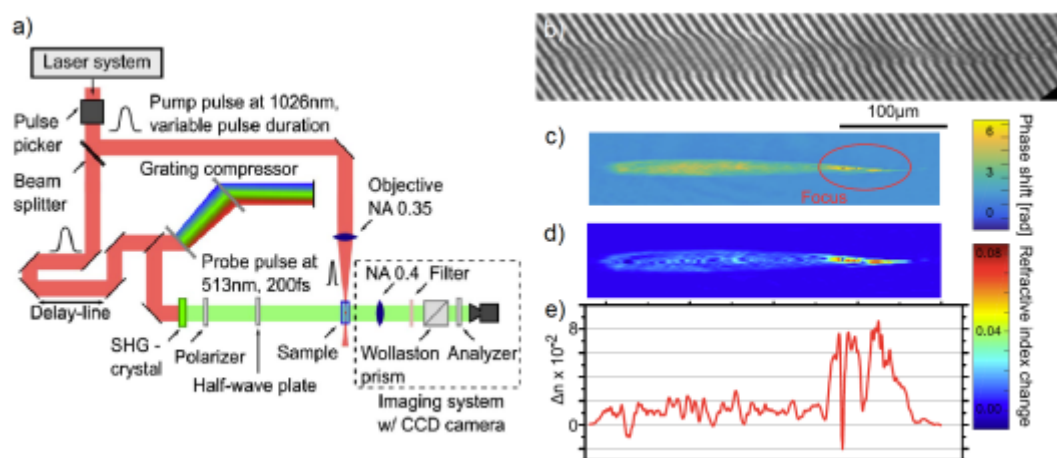 a)
Laser system
Pulse
picker
Pump pulse at 1026nm,
variable pulse duration
Beam
splitter
Grating compressor
Objective
NA 0.35
Probe pulse at
513nm, 200fs
NA 0.4
Filter
Delay-line
SHG -
crystal
Polarizer
Half-wave plate
Sample
Wollaston
prism
Analyzer
Imaging system
w/ CCD camera
b)
100µm
c)
Focus
6
3
0
Phase shift [rad]
d)
0.08
0.04
0.00
Refractive index change
e)
8
4
0
Δn x 10⁻²